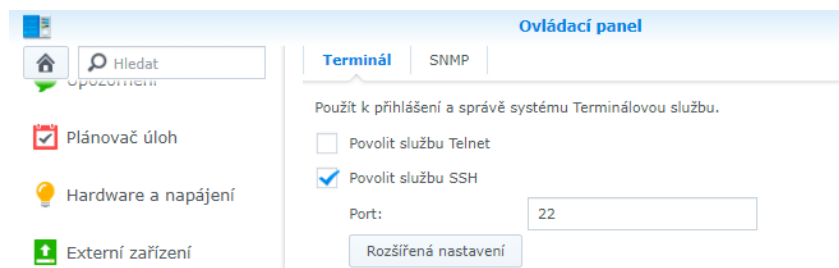 Ovládací panel
Hledat
Upozornění
Plánovač úloh
Hardware a napájení
Externí zařízení
Terminál
SNMP
Použít k přihlášení a správě systému Terminálovou službu.
Povolit službu Telnet
Povolit službu SSH
Port:
22
Rozšířená nastavení